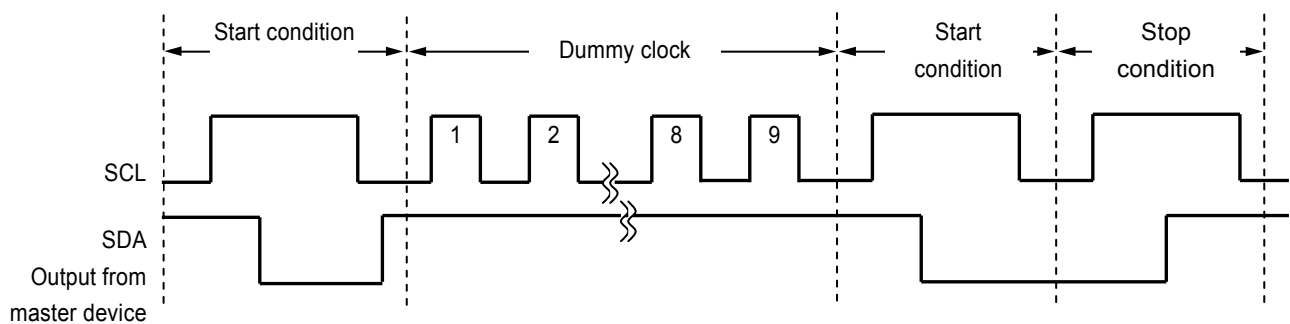 Start condition
Dummy clock
Start
condition
Stop
condition
1 2 8 9
SCL
SDA
Output from
master device